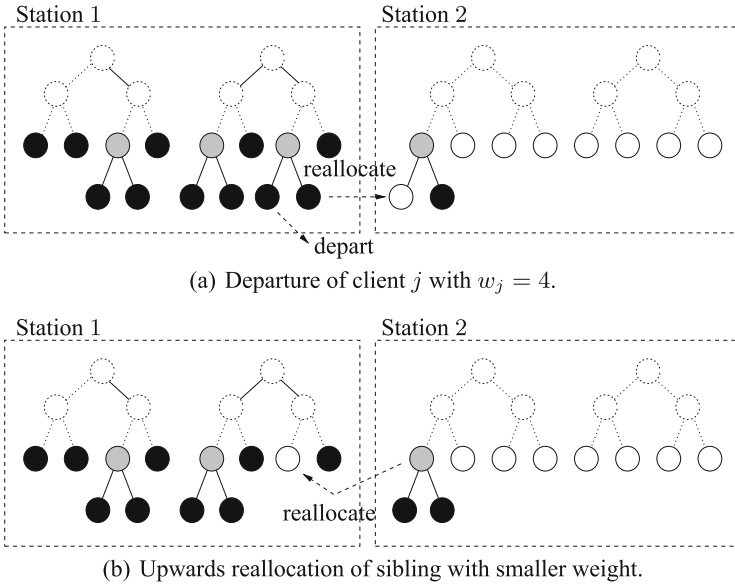 Station 1
Station 2
reallocate
depart
(a) Departure of client j with w_j = 4.
Station 1
Station 2
reallocate
(b) Upwards reallocation of sibling with smaller weight.